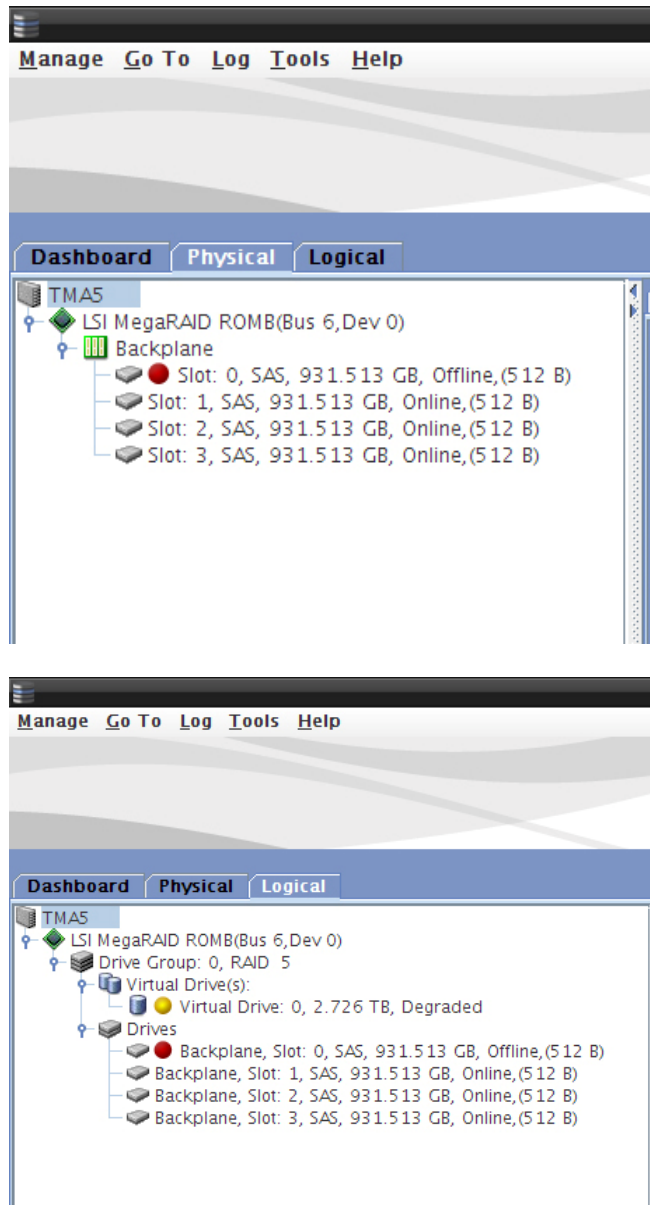 Manage Go To Log Tools Help
Dashboard Physical Logical
TMA5
LSI MegaRAID ROMB(Bus 6,Dev 0)
Backplane
Slot: 0, SAS, 931.513 GB, Offline,(512 B)
Slot: 1, SAS, 931.513 GB, Online,(512 B)
Slot: 2, SAS, 931.513 GB, Online,(512 B)
Slot: 3, SAS, 931.513 GB, Online,(512 B)
Manage Go To Log Tools Help
Dashboard Physical Logical
TMA5
LSI MegaRAID ROMB(Bus 6,Dev 0)
Drive Group: 0, RAID 5
Virtual Drive(s):
Virtual Drive: 0, 2.726 TB, Degraded
Drives
Backplane, Slot: 0, SAS, 931.513 GB, Offline,(512 B)
Backplane, Slot: 1, SAS, 931.513 GB, Online,(512 B)
Backplane, Slot: 2, SAS, 931.513 GB, Online,(512 B)
Backplane, Slot: 3, SAS, 931.513 GB, Online,(512 B)